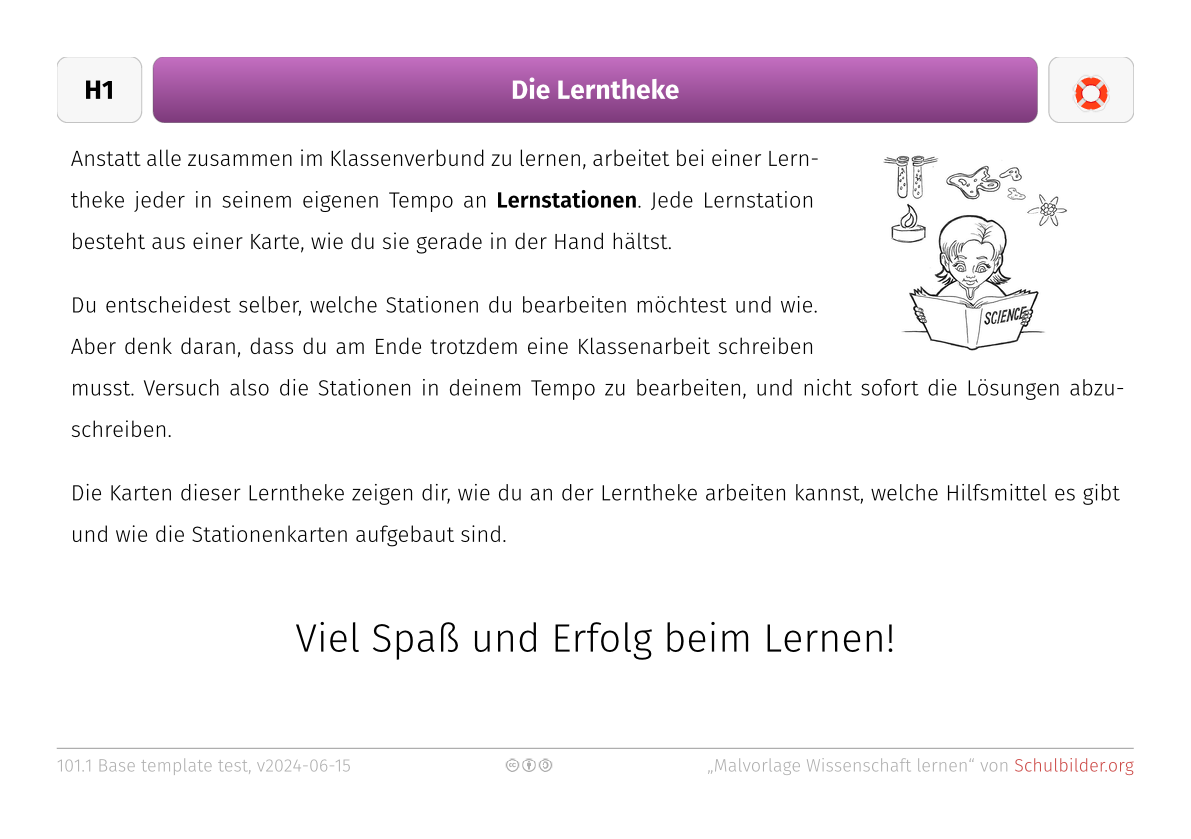 H1
Die Lerntheke
Anstatt alle zusammen im Klassenverbund zu lernen, arbeitet bei einer Lern-
theke jeder in seinem eigenen Tempo an Lernstationen. Jede Lernstation
besteht aus einer Karte, wie du sie gerade in der Hand hältst.
SCIENCE
Du entscheidest selber, welche Stationen du bearbeiten möchtest und wie.
Aber denk daran, dass du am Ende trotzdem eine Klassenarbeit schreiben
musst. Versuch also die Stationen in deinem Tempo zu bearbeiten, und nicht sofort die Lösungen abzu-
schreiben.
Die Karten dieser Lerntheke zeigen dir, wie du an der Lerntheke arbeiten kannst, welche Hilfsmittel es gibt
und wie die Stationenkarten aufgebaut sind.
Viel Spaß und Erfolg beim Lernen!
101.1 Base template test, v2024-06-15
„Malvorlage Wissenschaft lernen“ von Schulbilder.org